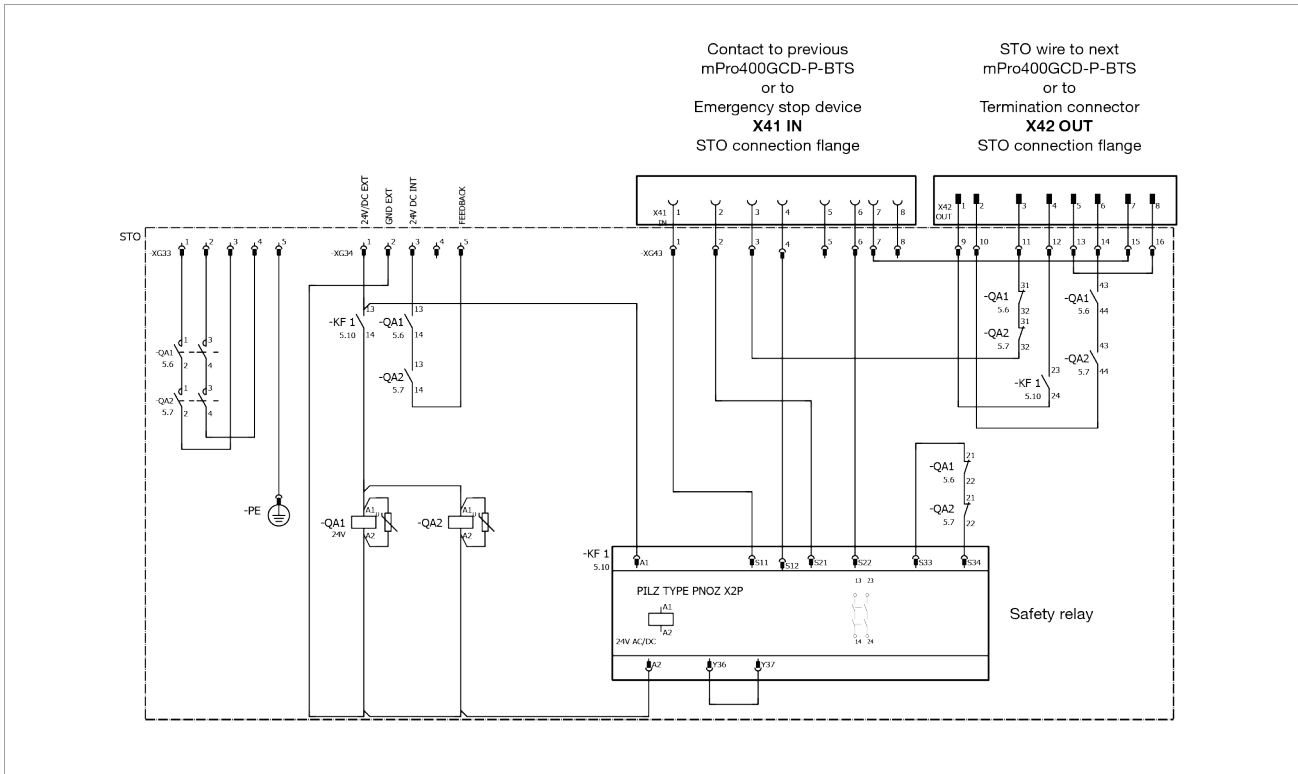 Contact to previous
mPro400GCD-P-BTS
or to
Emergency stop device
X41 IN
STO connection flange
STO wire to next
mPro400GCD-P-BTS
or to
Termination connector
X42 OUT
STO connection flange
24V/DC EXT
GND EXT
24V DC INT
FEEDBACK
X41
IN
1 2 3 4 5 6 7 8
X42
OUT
1 2 3 4 5 6 7 8
STO
-XG33
1 2 3 4 5
-XG34
1 2 3 4 5
-XG43
1 2 3 4 5 6 7 8 9 10 11 12 13 14 15 16
-KF 1
5.10
13
14
-QA1
5.6
13
14
-QA2
5.7
13
14
-QA1
5.6
31
32
-QA2
5.7
31
32
-QA1
5.6
43
44
-QA2
5.7
43
44
-KF 1
5.10
23
24
-QA1
5.6
1
2
3
4
-QA2
5.7
1
2
3
4
-QA1
5.6
21
22
-QA2
5.7
21
22
-PE
-QA1
24V
A1
A2
U
-QA2
A1
A2
U
-KF 1
5.10
A1 S11 S12 S21 S22 S33 S34
PILZ TYPE PNOZ X2P
A1
A2
24V AC/DC
13 23
14 24
A2 Y36 Y37
Safety relay